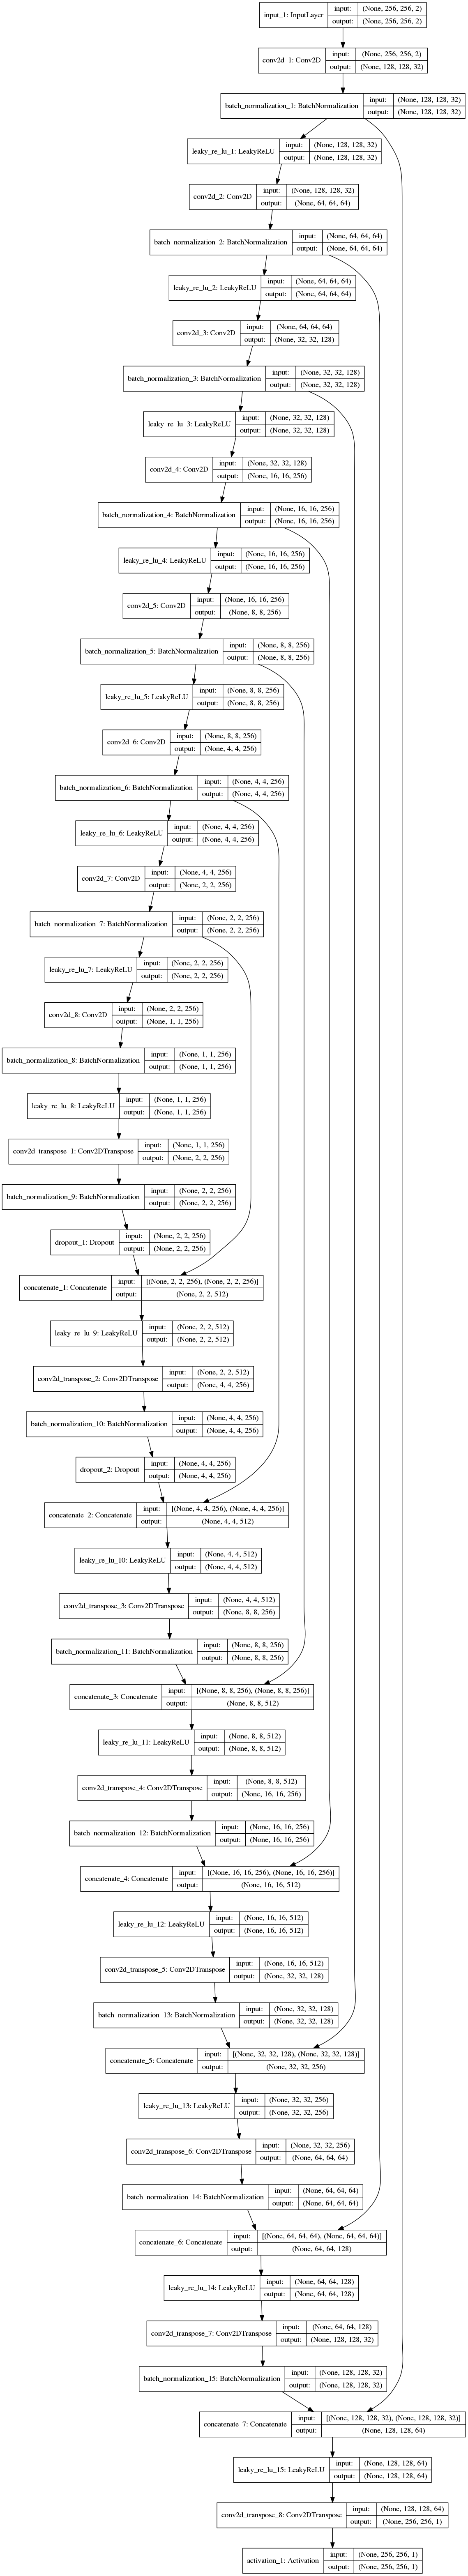 input_1: InputLayer input: (None, 256, 256, 2)
output: (None, 256, 256, 2)
conv2d_1: Conv2D input: (None, 256, 256, 2)
output: (None, 128, 128, 32)
batch_normalization_1: BatchNormalization input: (None, 128, 128, 32)
output: (None, 128, 128, 32)
leaky_re_lu_1: LeakyReLU input: (None, 128, 128, 32)
output: (None, 128, 128, 32)
conv2d_2: Conv2D input: (None, 128, 128, 32)
output: (None, 64, 64, 64)
batch_normalization_2: BatchNormalization input: (None, 64, 64, 64)
output: (None, 64, 64, 64)
leaky_re_lu_2: LeakyReLU input: (None, 64, 64, 64)
output: (None, 64, 64, 64)
conv2d_3: Conv2D input: (None, 64, 64, 64)
output: (None, 32, 32, 128)
batch_normalization_3: BatchNormalization input: (None, 32, 32, 128)
output: (None, 32, 32, 128)
leaky_re_lu_3: LeakyReLU input: (None, 32, 32, 128)
output: (None, 32, 32, 128)
conv2d_4: Conv2D input: (None, 32, 32, 128)
output: (None, 16, 16, 256)
batch_normalization_4: BatchNormalization input: (None, 16, 16, 256)
output: (None, 16, 16, 256)
leaky_re_lu_4: LeakyReLU input: (None, 16, 16, 256)
output: (None, 16, 16, 256)
conv2d_5: Conv2D input: (None, 16, 16, 256)
output: (None, 8, 8, 256)
batch_normalization_5: BatchNormalization input: (None, 8, 8, 256)
output: (None, 8, 8, 256)
leaky_re_lu_5: LeakyReLU input: (None, 8, 8, 256)
output: (None, 8, 8, 256)
conv2d_6: Conv2D input: (None, 8, 8, 256)
output: (None, 4, 4, 256)
batch_normalization_6: BatchNormalization input: (None, 4, 4, 256)
output: (None, 4, 4, 256)
leaky_re_lu_6: LeakyReLU input: (None, 4, 4, 256)
output: (None, 4, 4, 256)
conv2d_7: Conv2D input: (None, 4, 4, 256)
output: (None, 2, 2, 256)
batch_normalization_7: BatchNormalization input: (None, 2, 2, 256)
output: (None, 2, 2, 256)
leaky_re_lu_7: LeakyReLU input: (None, 2, 2, 256)
output: (None, 2, 2, 256)
conv2d_8: Conv2D input: (None, 2, 2, 256)
output: (None, 1, 1, 256)
batch_normalization_8: BatchNormalization input: (None, 1, 1, 256)
output: (None, 1, 1, 256)
leaky_re_lu_8: LeakyReLU input: (None, 1, 1, 256)
output: (None, 1, 1, 256)
conv2d_transpose_1: Conv2DTranspose input: (None, 1, 1, 256)
output: (None, 2, 2, 256)
batch_normalization_9: BatchNormalization input: (None, 2, 2, 256)
output: (None, 2, 2, 256)
dropout_1: Dropout input: (None, 2, 2, 256)
output: (None, 2, 2, 256)
concatenate_1: Concatenate input: [(None, 2, 2, 256), (None, 2, 2, 256)]
output: (None, 2, 2, 512)
leaky_re_lu_9: LeakyReLU input: (None, 2, 2, 512)
output: (None, 2, 2, 512)
conv2d_transpose_2: Conv2DTranspose input: (None, 2, 2, 512)
output: (None, 4, 4, 256)
batch_normalization_10: BatchNormalization input: (None, 4, 4, 256)
output: (None, 4, 4, 256)
dropout_2: Dropout input: (None, 4, 4, 256)
output: (None, 4, 4, 256)
concatenate_2: Concatenate input: [(None, 4, 4, 256), (None, 4, 4, 256)]
output: (None, 4, 4, 512)
leaky_re_lu_10: LeakyReLU input: (None, 4, 4, 512)
output: (None, 4, 4, 512)
conv2d_transpose_3: Conv2DTranspose input: (None, 4, 4, 512)
output: (None, 8, 8, 256)
batch_normalization_11: BatchNormalization input: (None, 8, 8, 256)
output: (None, 8, 8, 256)
concatenate_3: Concatenate input: [(None, 8, 8, 256), (None, 8, 8, 256)]
output: (None, 8, 8, 512)
leaky_re_lu_11: LeakyReLU input: (None, 8, 8, 512)
output: (None, 8, 8, 512)
conv2d_transpose_4: Conv2DTranspose input: (None, 8, 8, 512)
output: (None, 16, 16, 256)
batch_normalization_12: BatchNormalization input: (None, 16, 16, 256)
output: (None, 16, 16, 256)
concatenate_4: Concatenate input: [(None, 16, 16, 256), (None, 16, 16, 256)]
output: (None, 16, 16, 512)
leaky_re_lu_12: LeakyReLU input: (None, 16, 16, 512)
output: (None, 16, 16, 512)
conv2d_transpose_5: Conv2DTranspose input: (None, 16, 16, 512)
output: (None, 32, 32, 128)
batch_normalization_13: BatchNormalization input: (None, 32, 32, 128)
output: (None, 32, 32, 128)
concatenate_5: Concatenate input: [(None, 32, 32, 128), (None, 32, 32, 128)]
output: (None, 32, 32, 256)
leaky_re_lu_13: LeakyReLU input: (None, 32, 32, 256)
output: (None, 32, 32, 256)
conv2d_transpose_6: Conv2DTranspose input: (None, 32, 32, 256)
output: (None, 64, 64, 64)
batch_normalization_14: BatchNormalization input: (None, 64, 64, 64)
output: (None, 64, 64, 64)
concatenate_6: Concatenate input: [(None, 64, 64, 64), (None, 64, 64, 64)]
output: (None, 64, 64, 128)
leaky_re_lu_14: LeakyReLU input: (None, 64, 64, 128)
output: (None, 64, 64, 128)
conv2d_transpose_7: Conv2DTranspose input: (None, 64, 64, 128)
output: (None, 128, 128, 32)
batch_normalization_15: BatchNormalization input: (None, 128, 128, 32)
output: (None, 128, 128, 32)
concatenate_7: Concatenate input: [(None, 128, 128, 32), (None, 128, 128, 32)]
output: (None, 128, 128, 64)
leaky_re_lu_15: LeakyReLU input: (None, 128, 128, 64)
output: (None, 128, 128, 64)
conv2d_transpose_8: Conv2DTranspose input: (None, 128, 128, 64)
output: (None, 256, 256, 1)
activation_1: Activation input: (None, 256, 256, 1)
output: (None, 256, 256, 1)